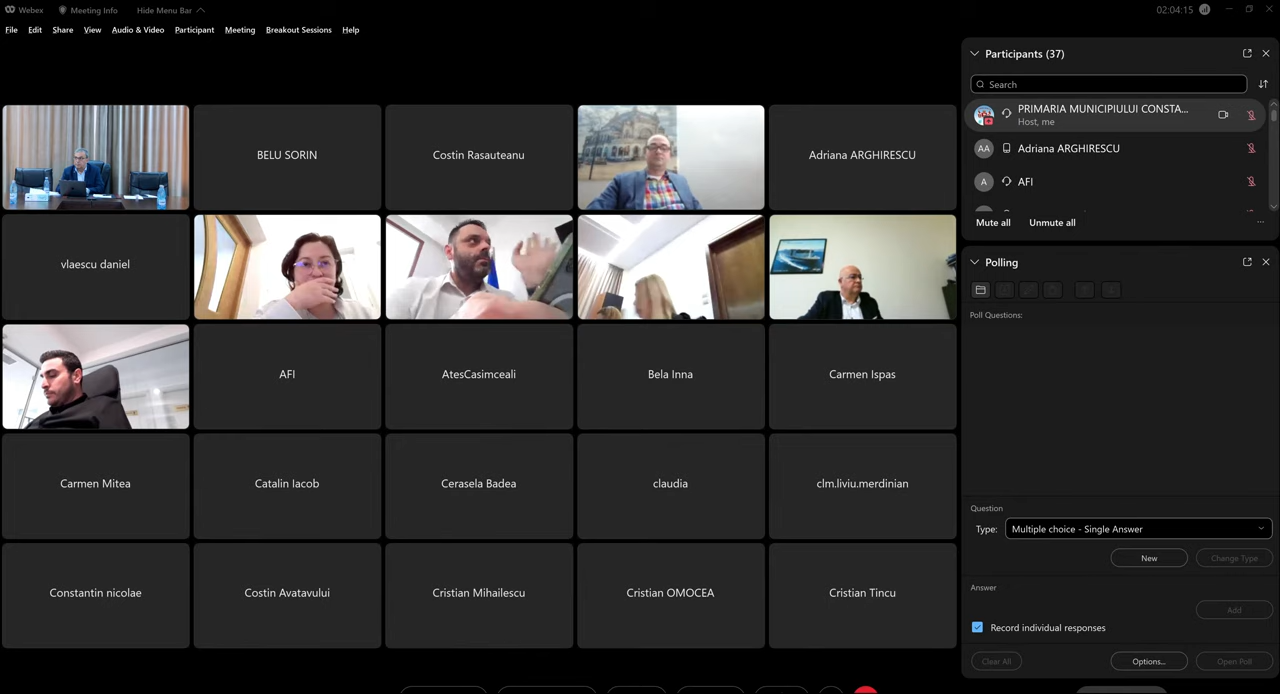 Webex
Meeting Info
Hide Menu Bar
02:04:15
File Edit Share View Audio & Video Participant Meeting Breakout Sessions Help
BELU SORIN
Costin Rasauteanu
Adriana ARGHIRESCU
vlaescu daniel
AFI
AtesCasimceali
Bela Inna
Carmen Ispas
Carmen Mitea
Catalin Iacob
Cerasela Badea
claudia
clm.liviu.merdinian
Constantin nicolae
Costin Avatavului
Cristian Mihailescu
Cristian OMOCEA
Cristian Tincu
Participants (37)
Search
PRIMARIA MUNICIPIULUI CONSTA...
Host, me
AA Adriana ARGHIRESCU
A AFI
Mute all Unmute all ...
Polling
Poll Questions:
Question
Type: Multiple choice - Single Answer
New Change Type
Answer
Add
Record individual responses
Clear All Options... Open Poll